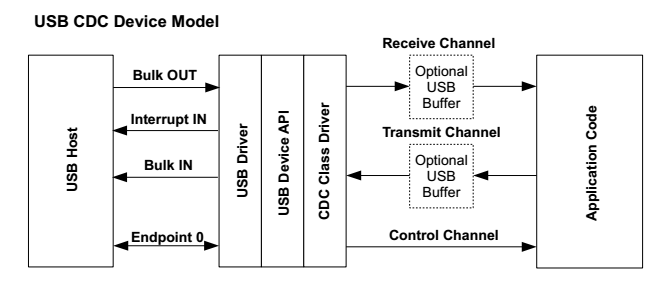 USB CDC Device Model
Receive Channel
Bulk OUT
Optional
USB
Buffer
Interrupt IN
Transmit Channel
Bulk IN
Optional
USB
Buffer
Endpoint 0
Control Channel
USB Host
USB Driver
USB Device API
CDC Class Driver
Application Code